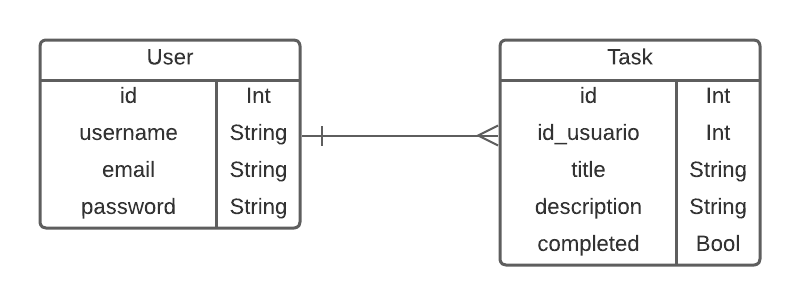 User
id Int
username String
email String
password String
Task
id Int
id_usuario Int
title String
description String
completed Bool